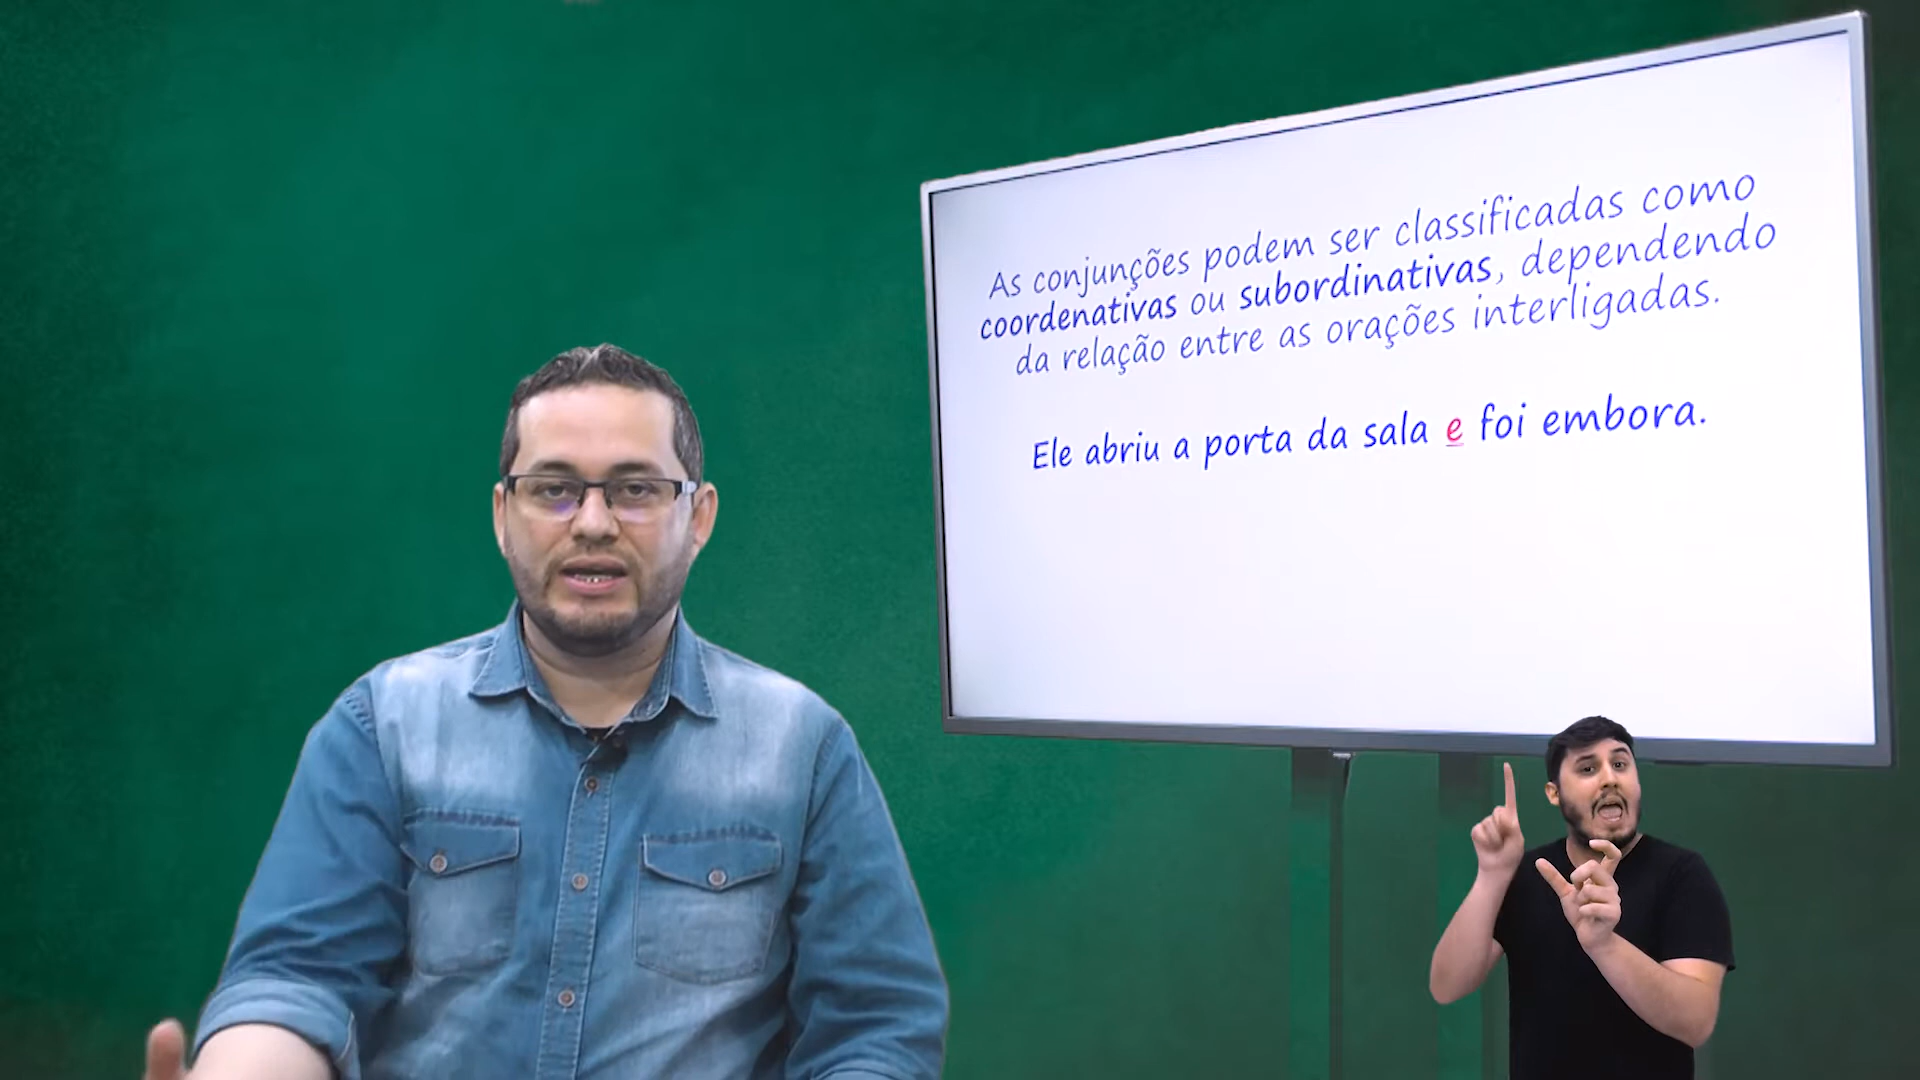 As conjunções podem ser classificadas como
coordenativas ou subordinativas, dependendo
da relação entre as orações interligadas.
Ele abriu a porta da sala e foi embora.